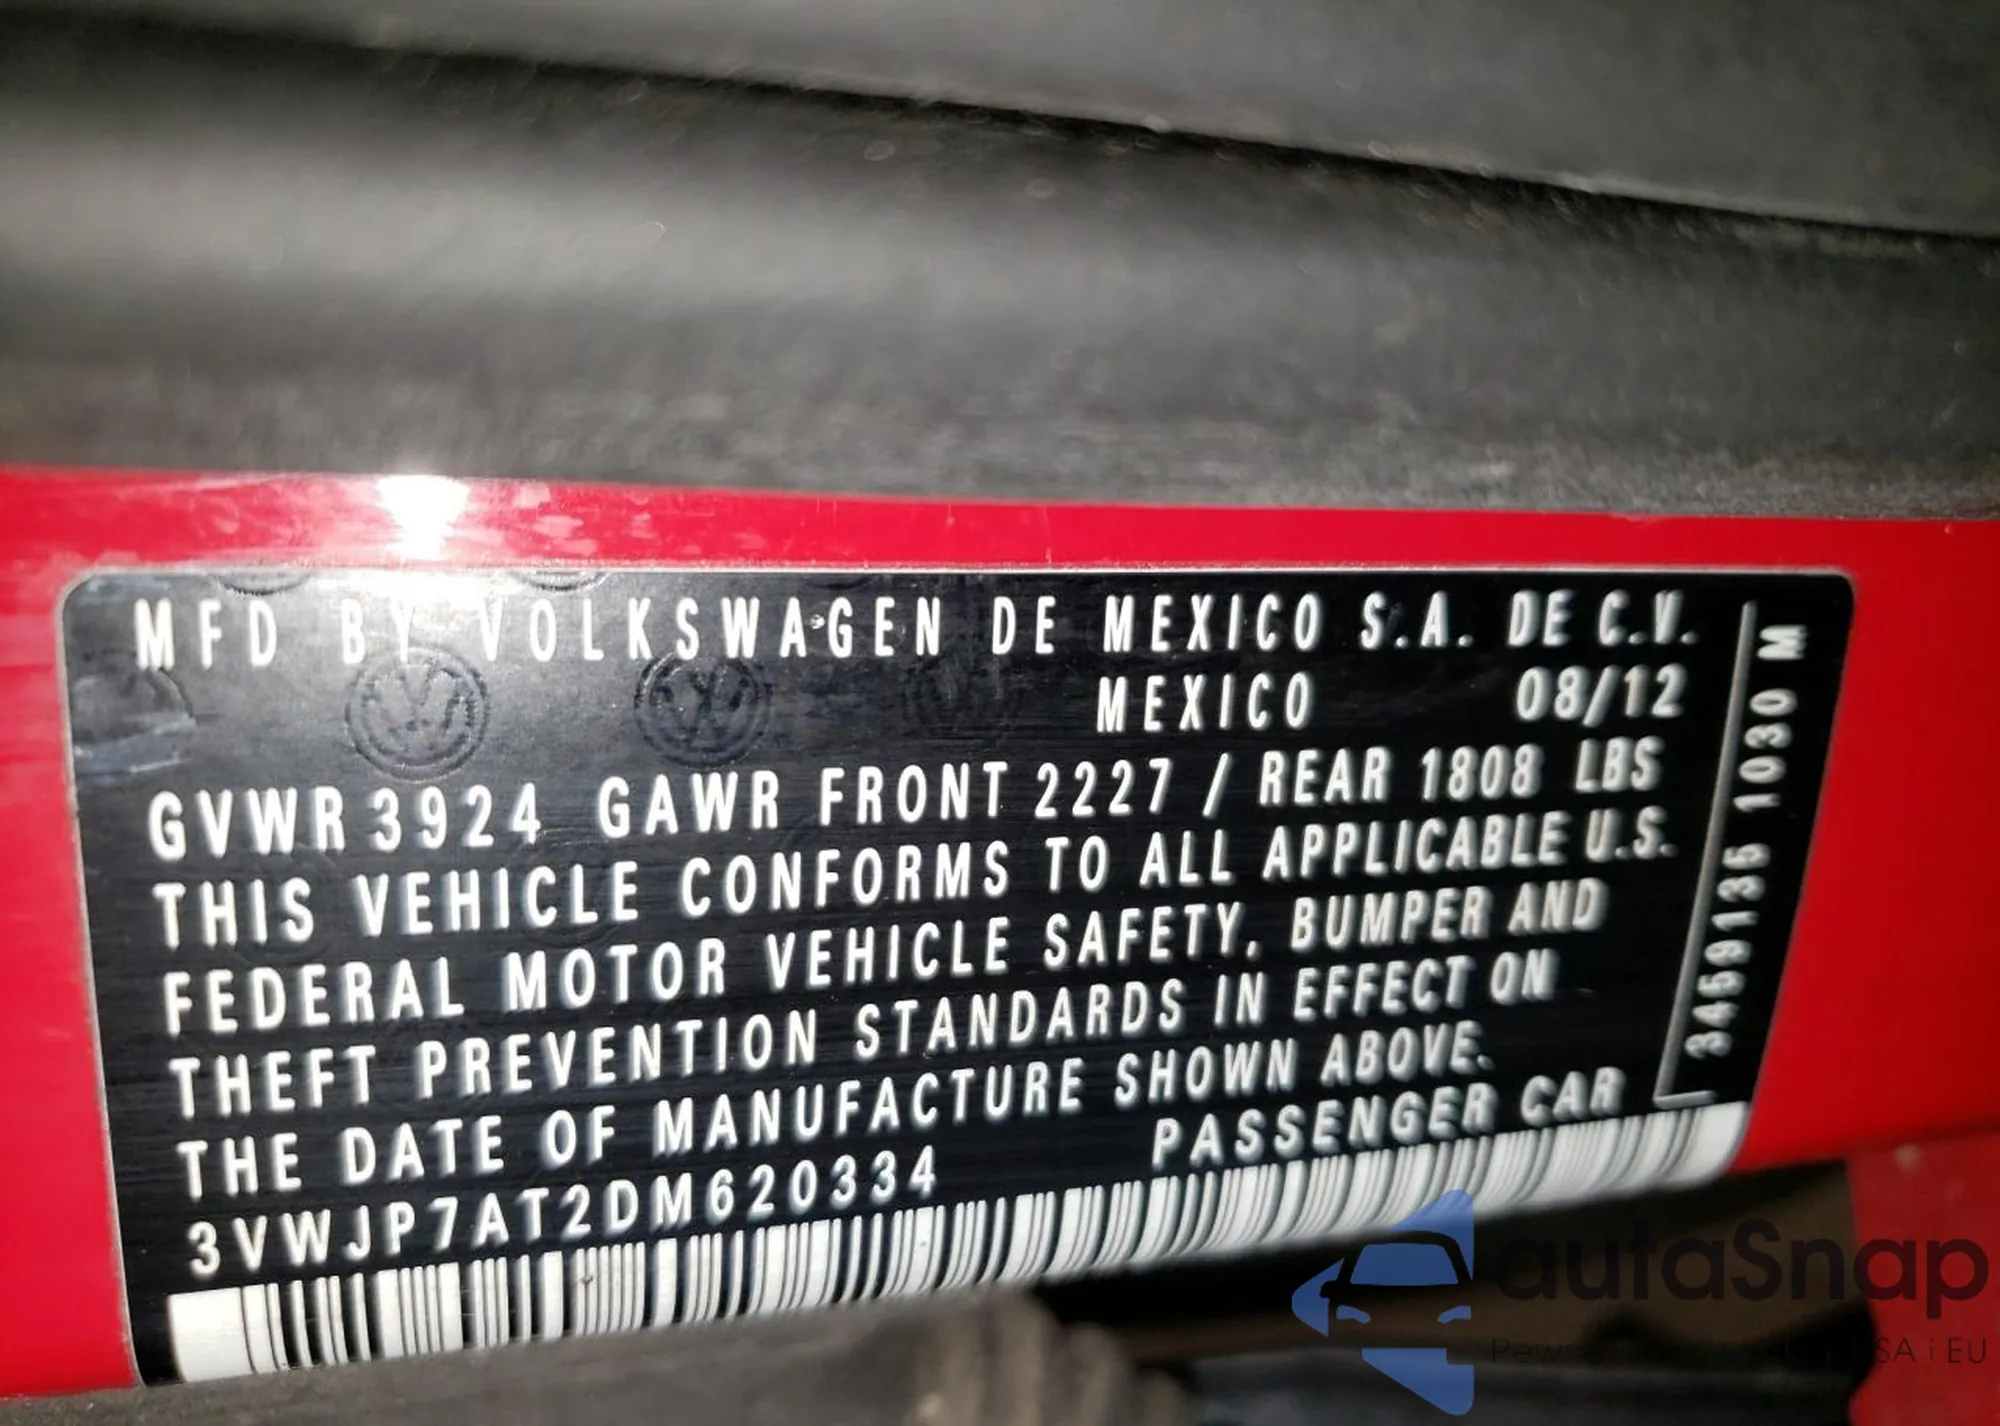 MFD BY VOLKSWAGEN DE MEXICO S.A. DE C.V.
MEXICO 08/12
GVWR 3924 GAWR FRONT 2227 / REAR 1808 LBS
THIS VEHICLE CONFORMS TO ALL APPLICABLE U.S.
FEDERAL MOTOR VEHICLE SAFETY, BUMPER AND
THEFT PREVENTION STANDARDS IN EFFECT ON
THE DATE OF MANUFACTURE SHOWN ABOVE.
3VWJP7AT2DM620334 PASSENGER CAR
3459135 1030 M
autaSnap
i EU